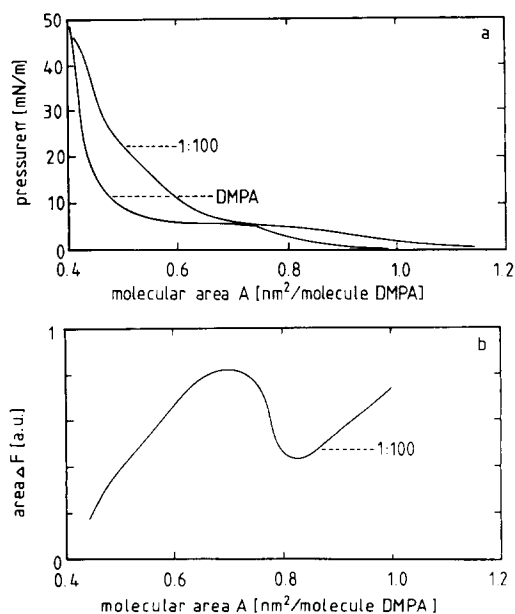 a
50
40
30
20
10
0
pressure π [mN/m]
1:100
DMPA
0.4
0.6
0.8
1.0
1.2
molecular area A [nm²/molecule DMPA]
b
1
0
area ΔF [a.u.]
1:100
0.4
0.6
0.8
1.0
1.2
molecular area A [nm²/molecule DMPA]